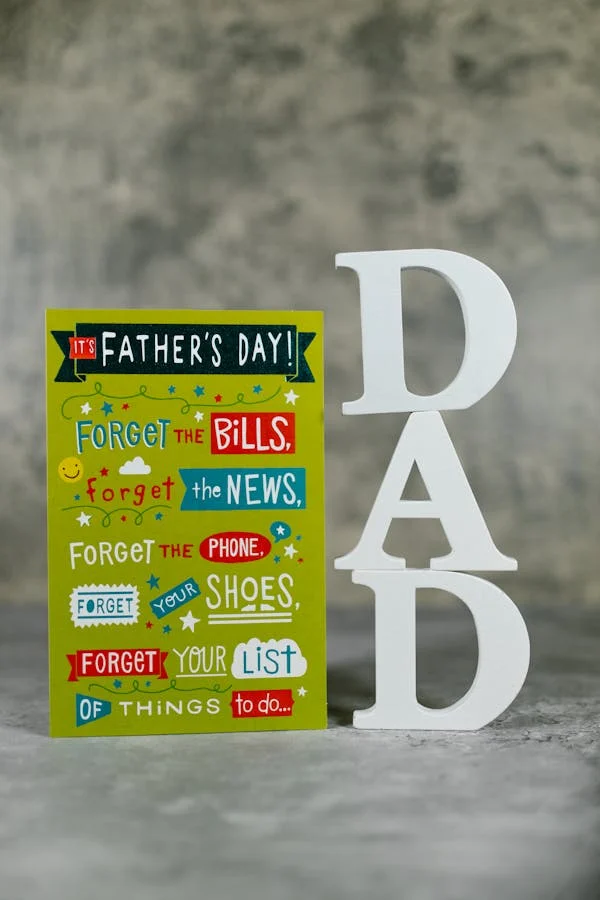 IT'S FATHER'S DAY!
FORGET THE BiLLS,
forget the NEWS,
FORGET THE PHONE,
FORGET YOUR SHOES,
FORGET YOUR LiST
OF THiNGS to do...
D
A
D